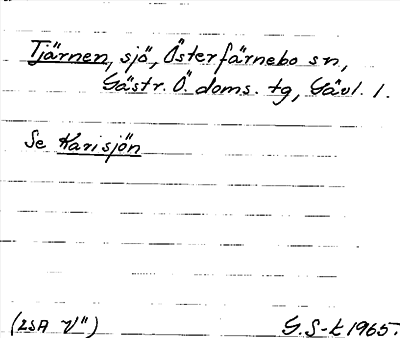 Tjärnen, sjö, Österfärnebo sn,
Gästr. Ö. doms. tg, Gävl. l.
Se Karisjön
(LSA V")
G. S-k 1965.